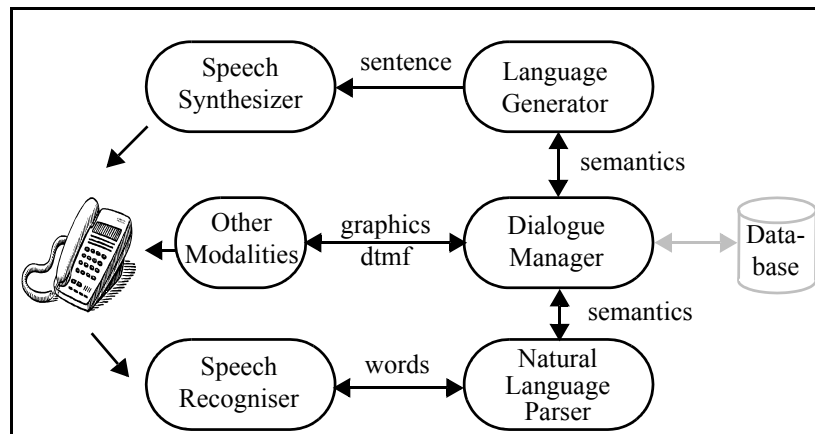 Speech
Synthesizer
sentence
Language
Generator
semantics
Other
Modalities
graphics
dtmf
Dialogue
Manager
Data-
base
semantics
Speech
Recogniser
words
Natural
Language
Parser